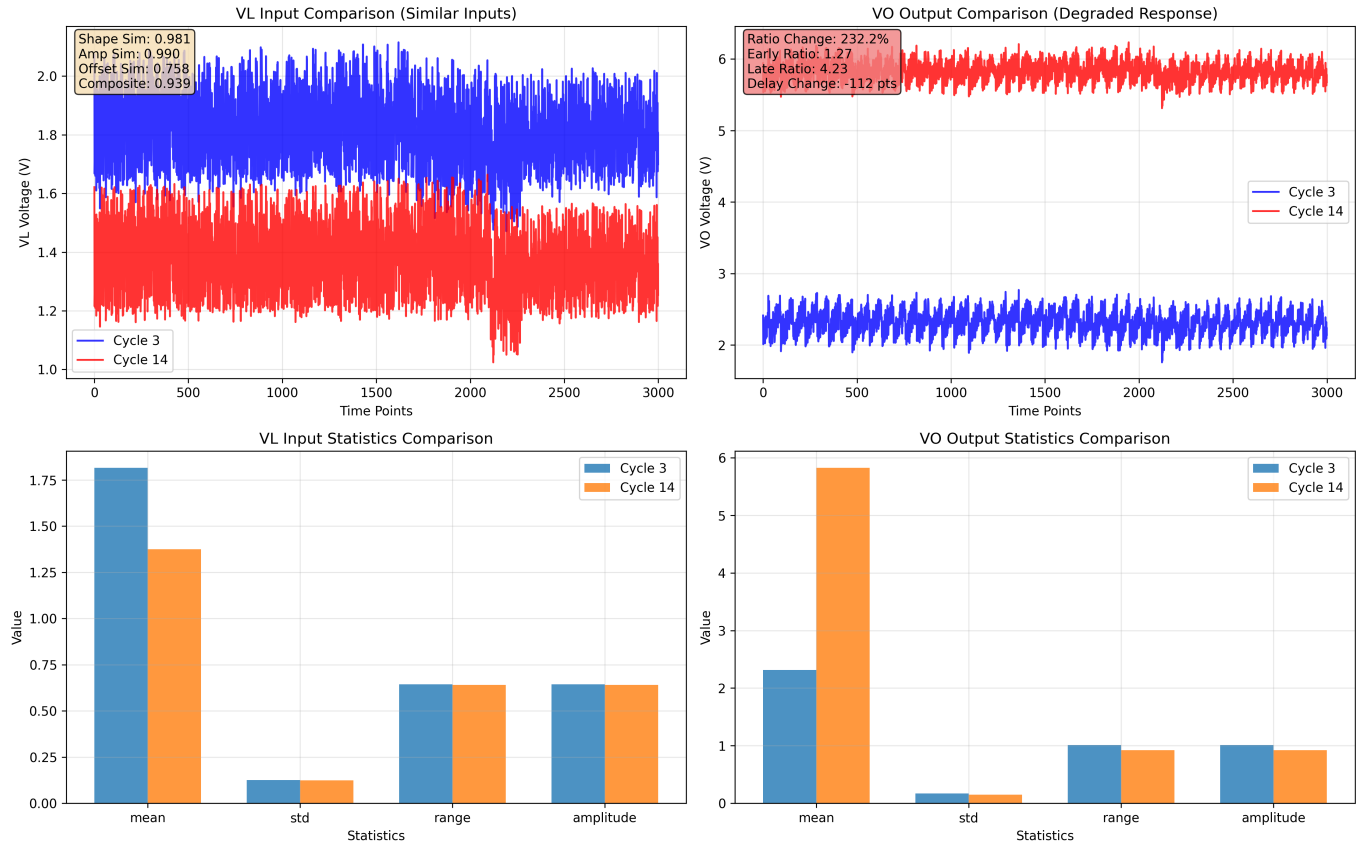 VL Input Comparison (Similar Inputs)
Shape Sim: 0.981
Amp Sim: 0.990
Offset Sim: 0.758
Composite: 0.939
VL Voltage (V)
2.0
1.8
1.6
1.4
1.2
1.0
Cycle 3
Cycle 14
0 500 1000 1500 2000 2500 3000
Time Points
VO Output Comparison (Degraded Response)
Ratio Change: 232.2%
Early Ratio: 1.27
Late Ratio: 4.23
Delay Change: -112 pts
VO Voltage (V)
6
5
4
3
2
Cycle 3
Cycle 14
0 500 1000 1500 2000 2500 3000
Time Points
VL Input Statistics Comparison
Cycle 3
Cycle 14
Value
1.75
1.50
1.25
1.00
0.75
0.50
0.25
0.00
mean std range amplitude
Statistics
VO Output Statistics Comparison
Cycle 3
Cycle 14
Value
6
5
4
3
2
1
0
mean std range amplitude
Statistics